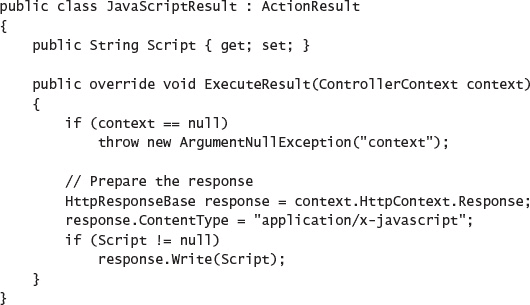 public class JavaScriptResult : ActionResult
{
    public String Script { get; set; }

    public override void ExecuteResult(ControllerContext context)
    {
        if (context == null)
            throw new ArgumentNullException("context");

        // Prepare the response
        HttpResponseBase response = context.HttpContext.Response;
        response.ContentType = "application/x-javascript";
        if (Script != null)
            response.Write(Script);
    }
}